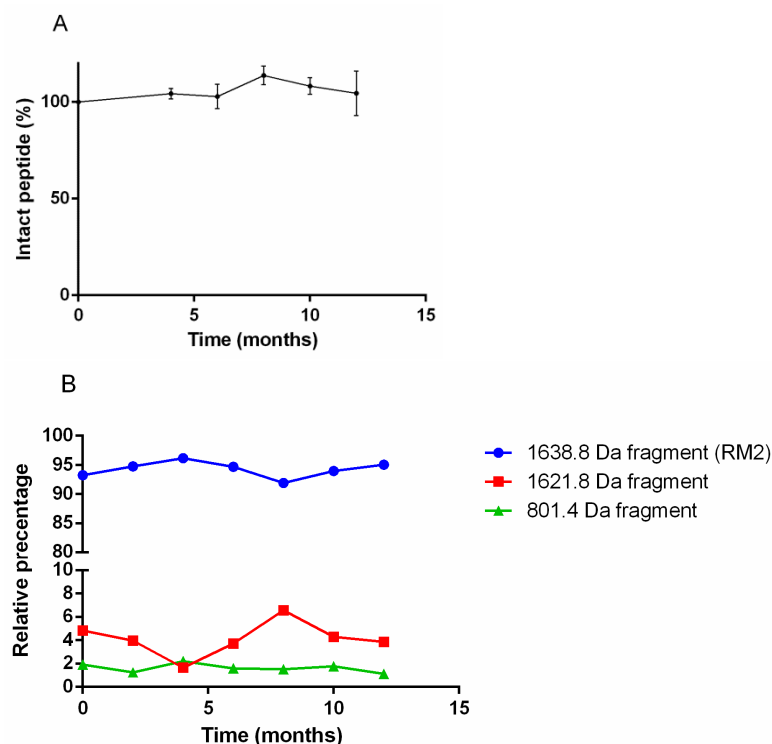 A
Intact peptide (%)
100
50
0
0 5 10 15
Time (months)
B
Relative precentage
100
95
90
85
80
10
8
6
4
2
0
0 5 10 15
Time (months)
1638.8 Da fragment (RM2)
1621.8 Da fragment
801.4 Da fragment